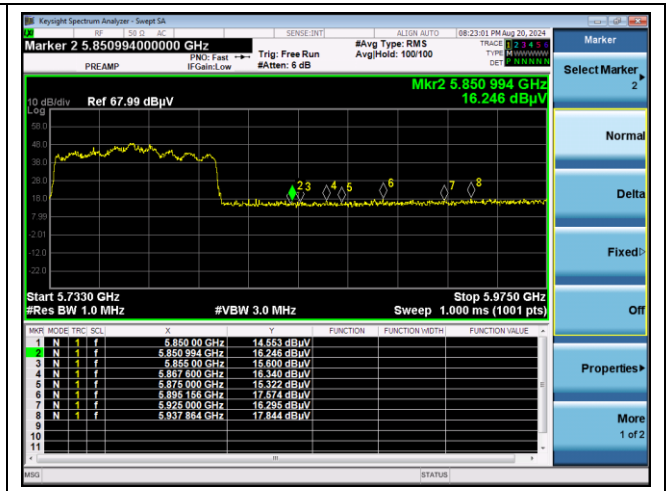 Keysight Spectrum Analyzer - Swept SA
RF 50 Ω AC SENSE:INT ALIGN AUTO 08:23:01 PM Aug 20, 2024
Marker 2 5.850994000000 GHz
PREAMP
PNO: Fast
IFGain:Low
Trig: Free Run
#Atten: 6 dB
#Avg Type: RMS
Avg|Hold: 100/100
TRACE 1 2 3 4 5 6
TYPE M WWWWW
DET P N N N N N
Mkr2 5.850 994 GHz
16.246 dBµV
10 dB/div Ref 67.99 dBµV
Log
58.0
48.0
38.0
28.0
18.0
7.99
-2.01
-12.0
-22.0
2 3 4 5 6 7 8
Start 5.7330 GHz Stop 5.9750 GHz
#Res BW 1.0 MHz #VBW 3.0 MHz Sweep 1.000 ms (1001 pts)
MKR MODE TRC SCL X Y FUNCTION FUNCTION WIDTH FUNCTION VALUE
1 N 1 f 5.850 00 GHz 14.553 dBµV
2 N 1 f 5.850 994 GHz 16.246 dBµV
3 N 1 f 5.855 00 GHz 15.600 dBµV
4 N 1 f 5.867 600 GHz 16.340 dBµV
5 N 1 f 5.875 000 GHz 15.322 dBµV
6 N 1 f 5.895 156 GHz 17.574 dBµV
7 N 1 f 5.925 000 GHz 16.295 dBµV
8 N 1 f 5.937 864 GHz 17.844 dBµV
9
10
11
MSG STATUS
Marker
Select Marker
2
Normal
Delta
Fixed
Off
Properties
More
1 of 2